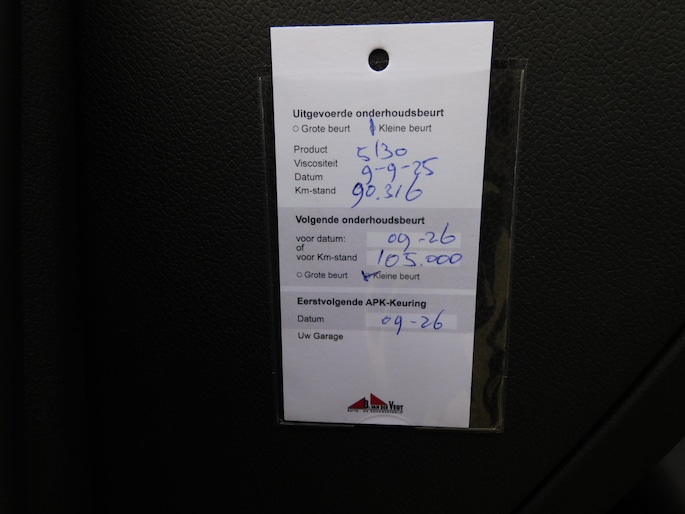 Uitgevoerde onderhoudsbeurt
Grote beurt Kleine beurt
Product 5/30
Viscositeit
Datum 9-9-25
Km-stand 90.316
Volgende onderhoudsbeurt
voor datum: 09-26
of
voor Km-stand 105.000
Grote beurt Kleine beurt
Eerstvolgende APK-Keuring
Datum 09-26
Uw Garage